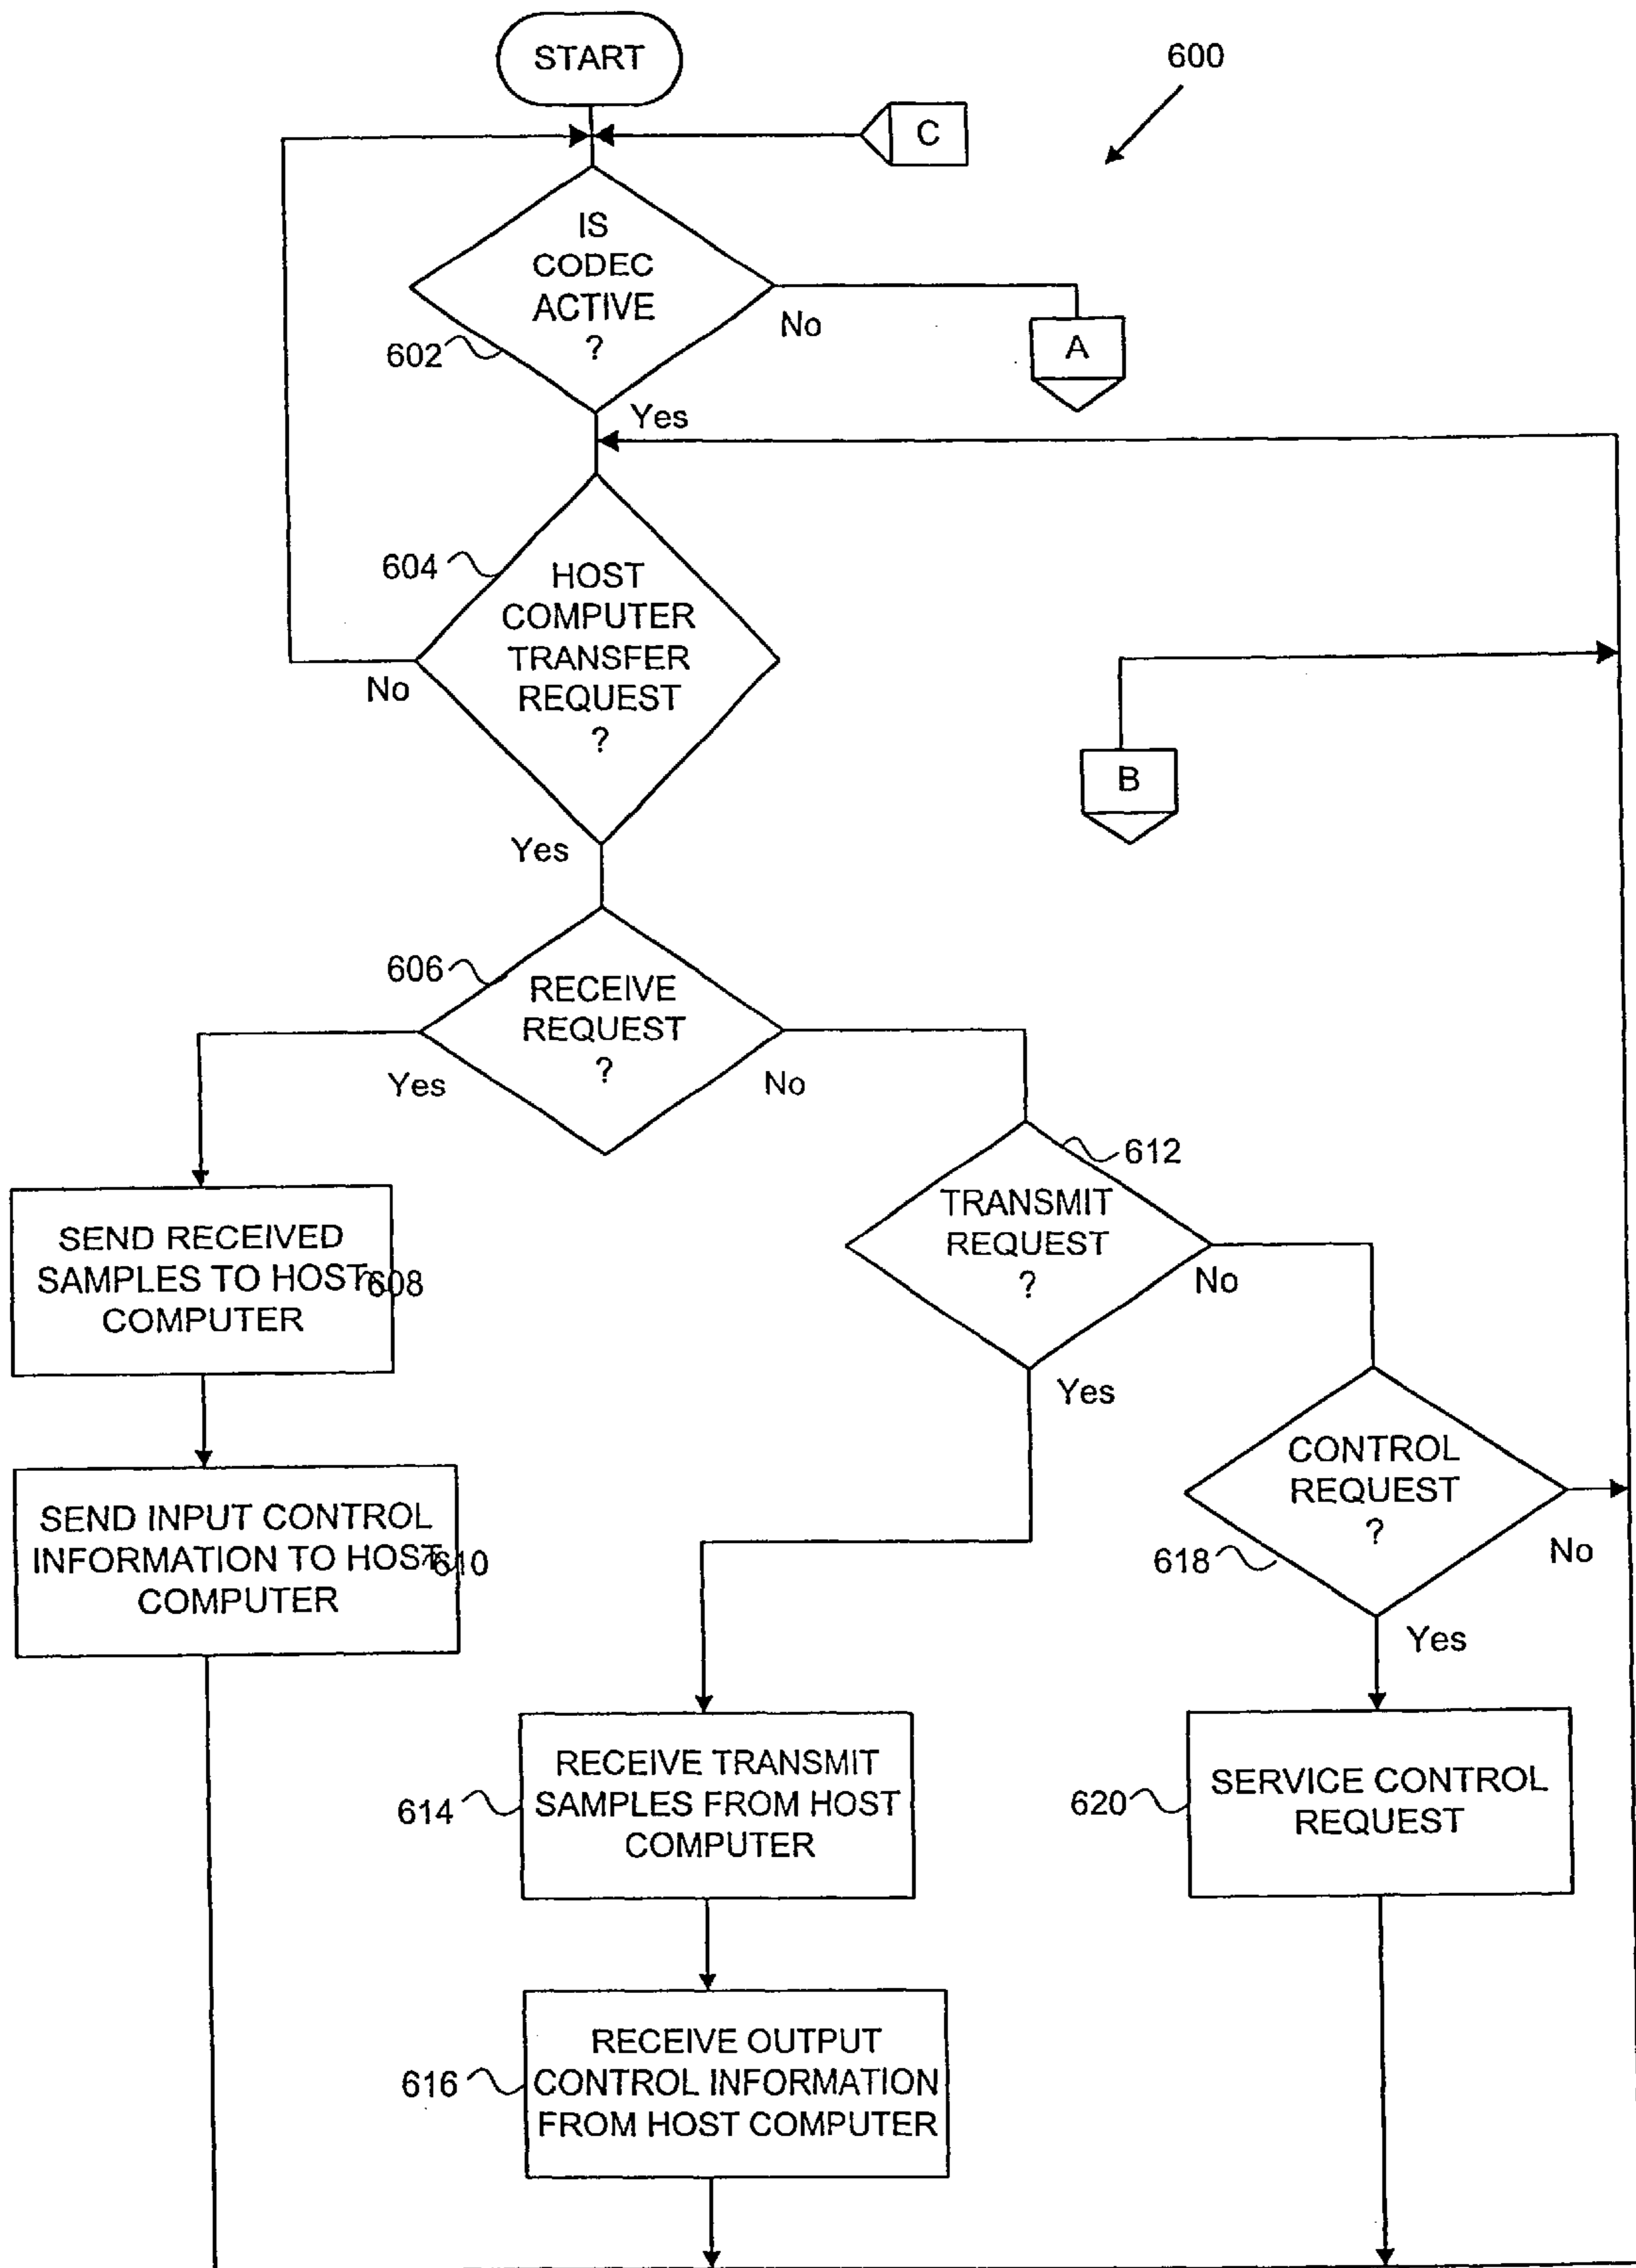 START
600
C
IS
CODEC
ACTIVE
?
602
No
A
Yes
604
HOST
COMPUTER
TRANSFER
REQUEST
?
No
B
Yes
606
RECEIVE
REQUEST
?
Yes
No
612
TRANSMIT
REQUEST
?
No
Yes
SEND RECEIVED
SAMPLES TO HOST
COMPUTER
608
CONTROL
REQUEST
?
618
No
Yes
SEND INPUT CONTROL
INFORMATION TO HOST
COMPUTER
610
RECEIVE TRANSMIT
SAMPLES FROM HOST
COMPUTER
614
SERVICE CONTROL
REQUEST
620
RECEIVE OUTPUT
CONTROL INFORMATION
FROM HOST COMPUTER
616